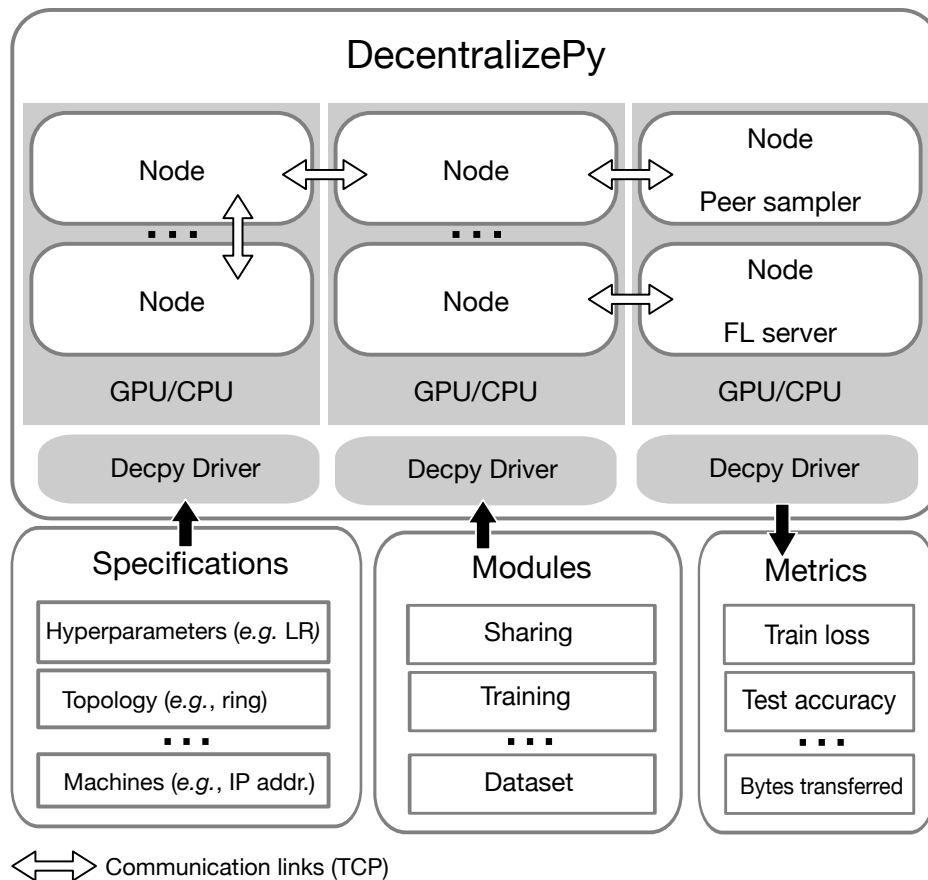 DecentralizePy
Node
Node
Node
Peer sampler
. . .
. . .
Node
Node
Node
FL server
GPU/CPU
GPU/CPU
GPU/CPU
Decpy Driver
Decpy Driver
Decpy Driver
Specifications
Hyperparameters (e.g. LR)
Topology (e.g., ring)
. . .
Machines (e.g., IP addr.)
Modules
Sharing
Training
. . .
Dataset
Metrics
Train loss
Test accuracy
. . .
Bytes transferred
Communication links (TCP)